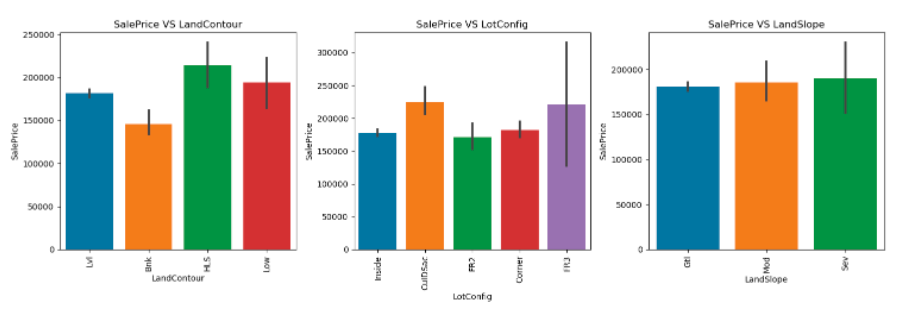 SalePrice VS LandContour
250000
200000
150000
100000
50000
0
SalePrice
Lvl
Bnk
HLS
Low
LandContour
SalePrice VS LotConfig
300000
250000
200000
150000
100000
50000
0
SalePrice
Inside
CulDSac
FR2
Corner
FR3
LotConfig
SalePrice VS LandSlope
200000
150000
100000
50000
0
SalePrice
Gtl
Mod
Sev
LandSlope